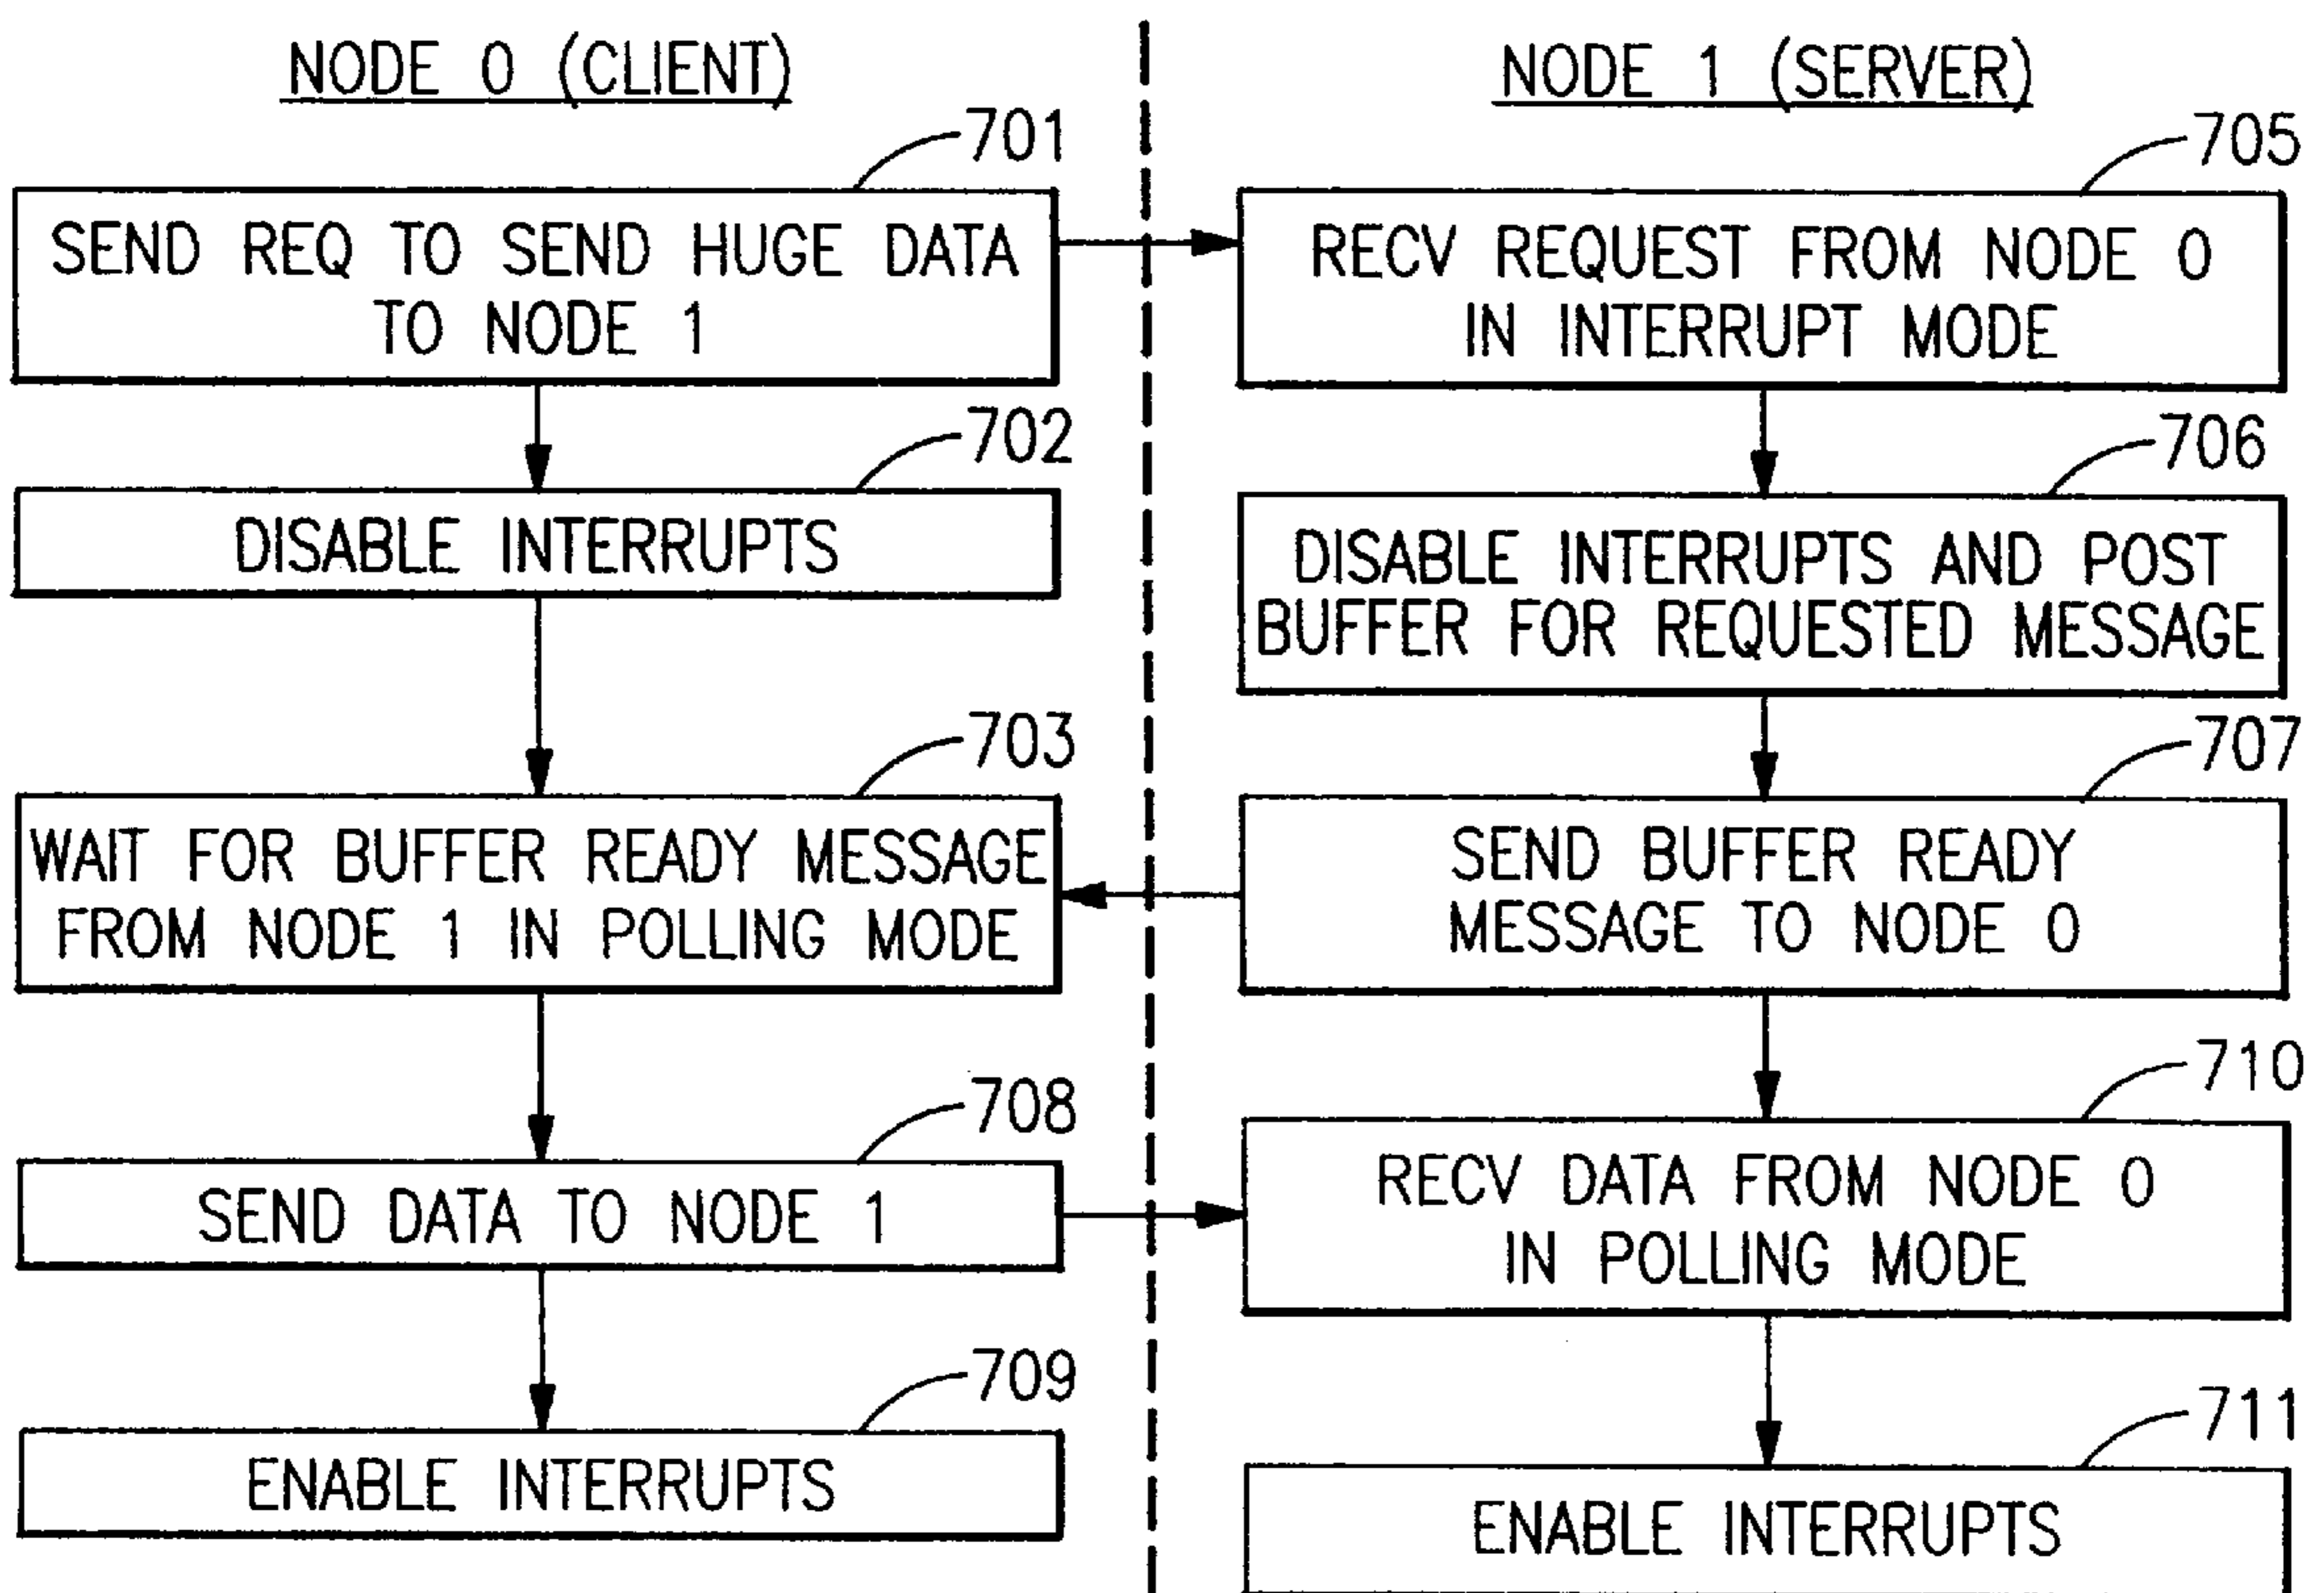 NODE 0 (CLIENT)
701
SEND REQ TO SEND HUGE DATA
TO NODE 1
702
DISABLE INTERRUPTS
703
WAIT FOR BUFFER READY MESSAGE
FROM NODE 1 IN POLLING MODE
708
SEND DATA TO NODE 1
709
ENABLE INTERRUPTS
NODE 1 (SERVER)
705
RECV REQUEST FROM NODE 0
IN INTERRUPT MODE
706
DISABLE INTERRUPTS AND POST
BUFFER FOR REQUESTED MESSAGE
707
SEND BUFFER READY
MESSAGE TO NODE 0
710
RECV DATA FROM NODE 0
IN POLLING MODE
711
ENABLE INTERRUPTS